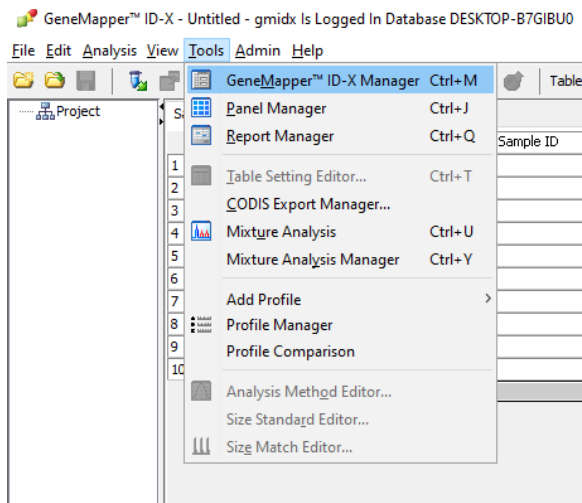 GeneMapper™ ID-X - Untitled - gmidx Is Logged In Database DESKTOP-B7GIBU0
File Edit Analysis View Tools Admin Help
Table
Project
Sample ID
GeneMapper™ ID-X Manager Ctrl+M
Panel Manager Ctrl+J
Report Manager Ctrl+Q
Table Setting Editor... Ctrl+T
CODIS Export Manager...
Mixture Analysis Ctrl+U
Mixture Analysis Manager Ctrl+Y
Add Profile
Profile Manager
Profile Comparison
Analysis Method Editor...
Size Standard Editor...
Size Match Editor...
1
2
3
4
5
6
7
8
9
10